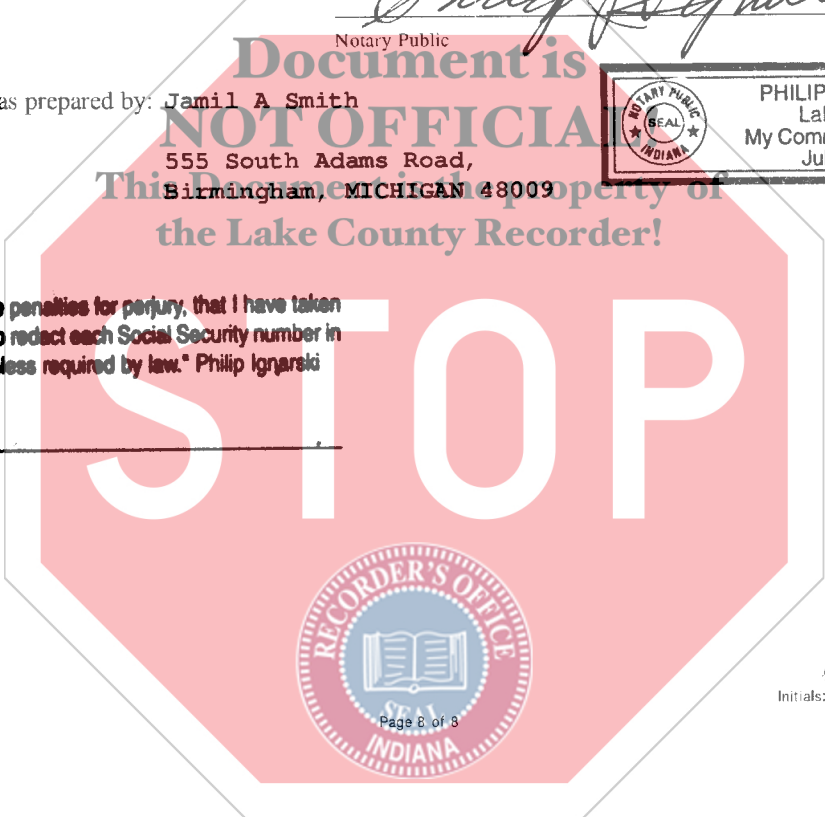 Notary Public
Document is
as prepared by: Jamil A Smith
NOT OFFICIAL!
555 South Adams Road,
This Document is the property of
Birmingham, MICHIGAN 48009
the Lake County Recorder!
NOTARY PUBLIC
SEAL
INDIANA
PHILIP
Lal
My Comm
Ju
penalties for perjury, that I have taken
redact each Social Security number in
less required by law." Philip Ignarski
STOP
RECORDER'S OFFICE
SEAL
INDIANA
Page 8 of 8
Initials: